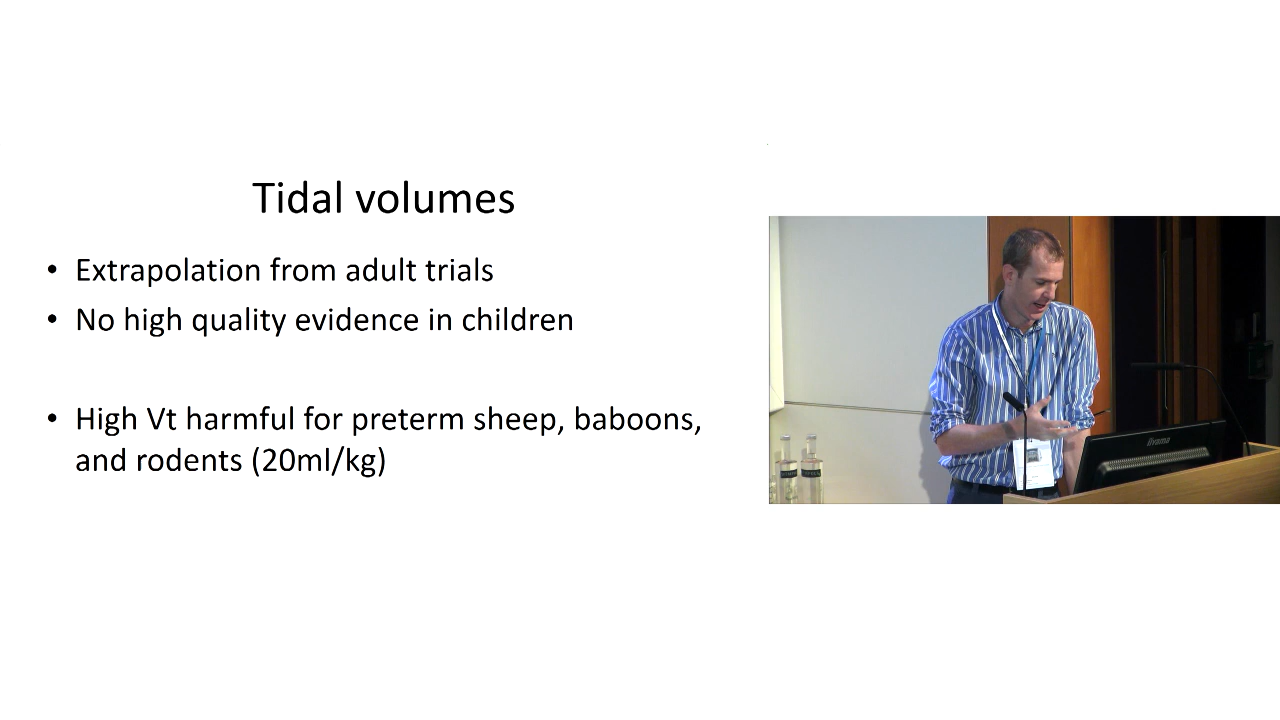 Tidal volumes
• Extrapolation from adult trials
• No high quality evidence in children
• High Vt harmful for preterm sheep, baboons,
and rodents (20ml/kg)
iiyama